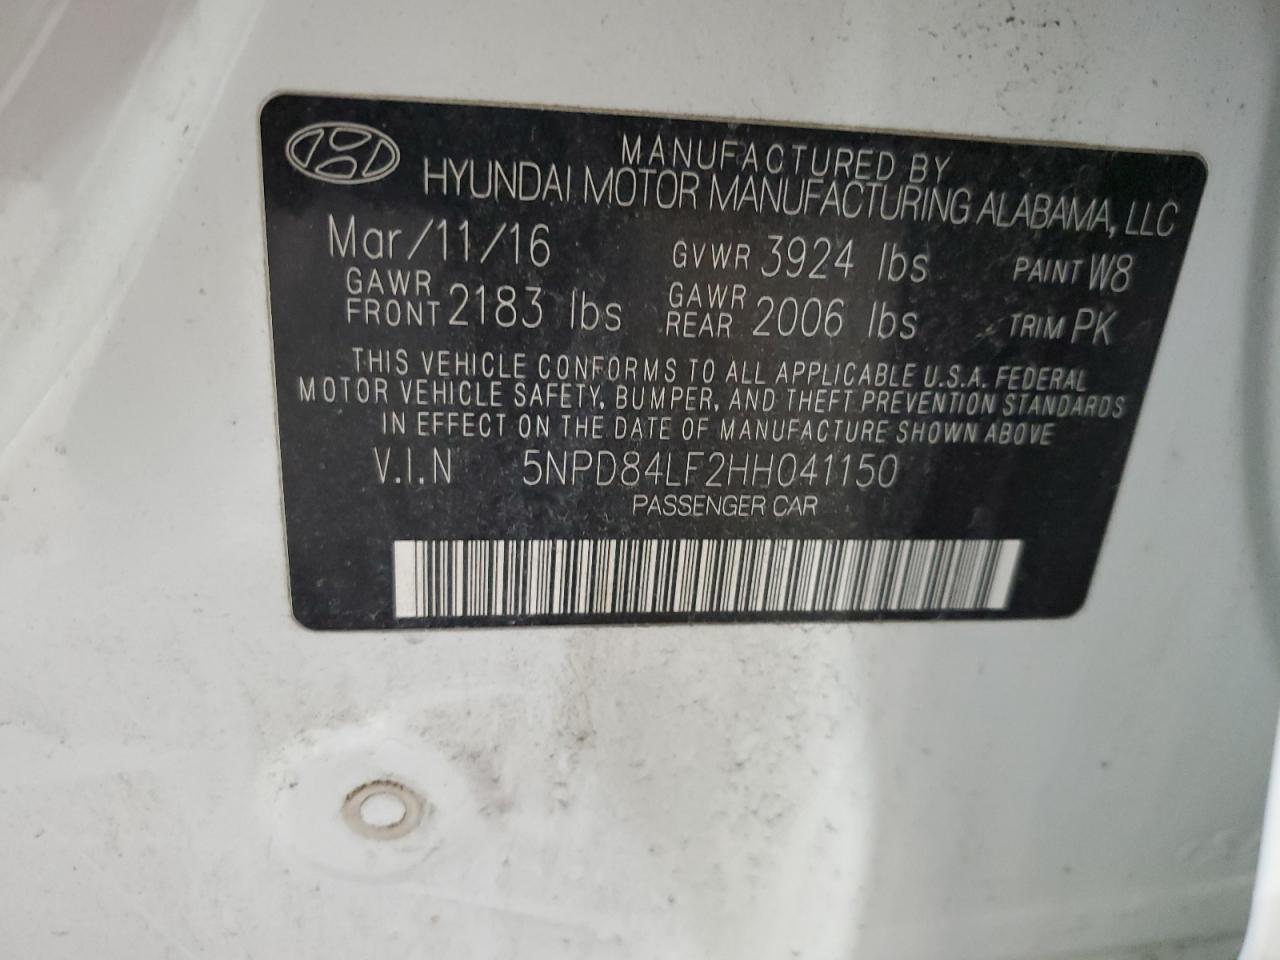 MANUFACTURED BY
HYUNDAI MOTOR MANUFACTURING ALABAMA, LLC
Mar/11/16 GVWR 3924 lbs PAINT W8
GAWR FRONT 2183 lbs GAWR REAR 2006 lbs TRIM PK
THIS VEHICLE CONFORMS TO ALL APPLICABLE U.S.A. FEDERAL
MOTOR VEHICLE SAFETY, BUMPER, AND THEFT PREVENTION STANDARDS
IN EFFECT ON THE DATE OF MANUFACTURE SHOWN ABOVE
V.I.N 5NPD84LF2HH041150
PASSENGER CAR